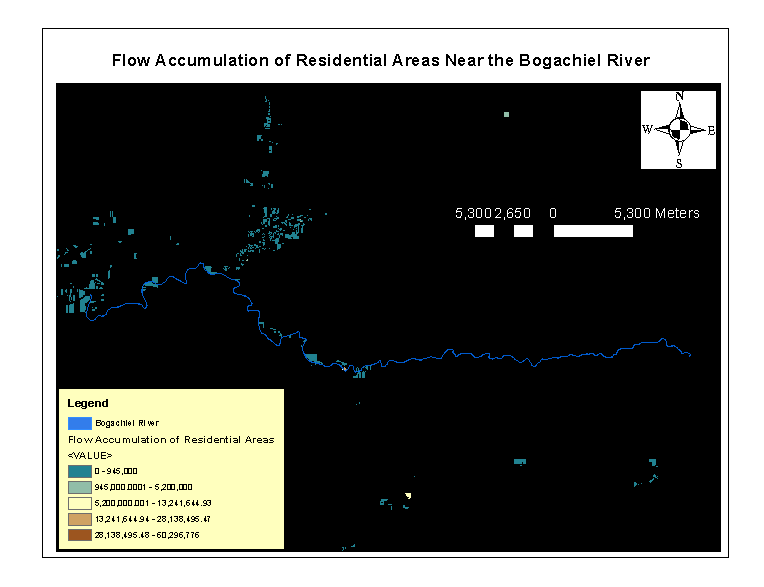 Flow Accumulation of Residential Areas Near the Bogachiel River
N
W E
S
5,300 2,650 0 5,300 Meters
Legend
Bogachiel River
Flow Accumulation of Residential Areas
<VALUE>
0 - 945,000
945,000.0001 - 5,200,000
5,200,000.001 - 13,241,644.93
13,241,644.94 - 28,138,495.47
28,138,495.48 - 60,296,776